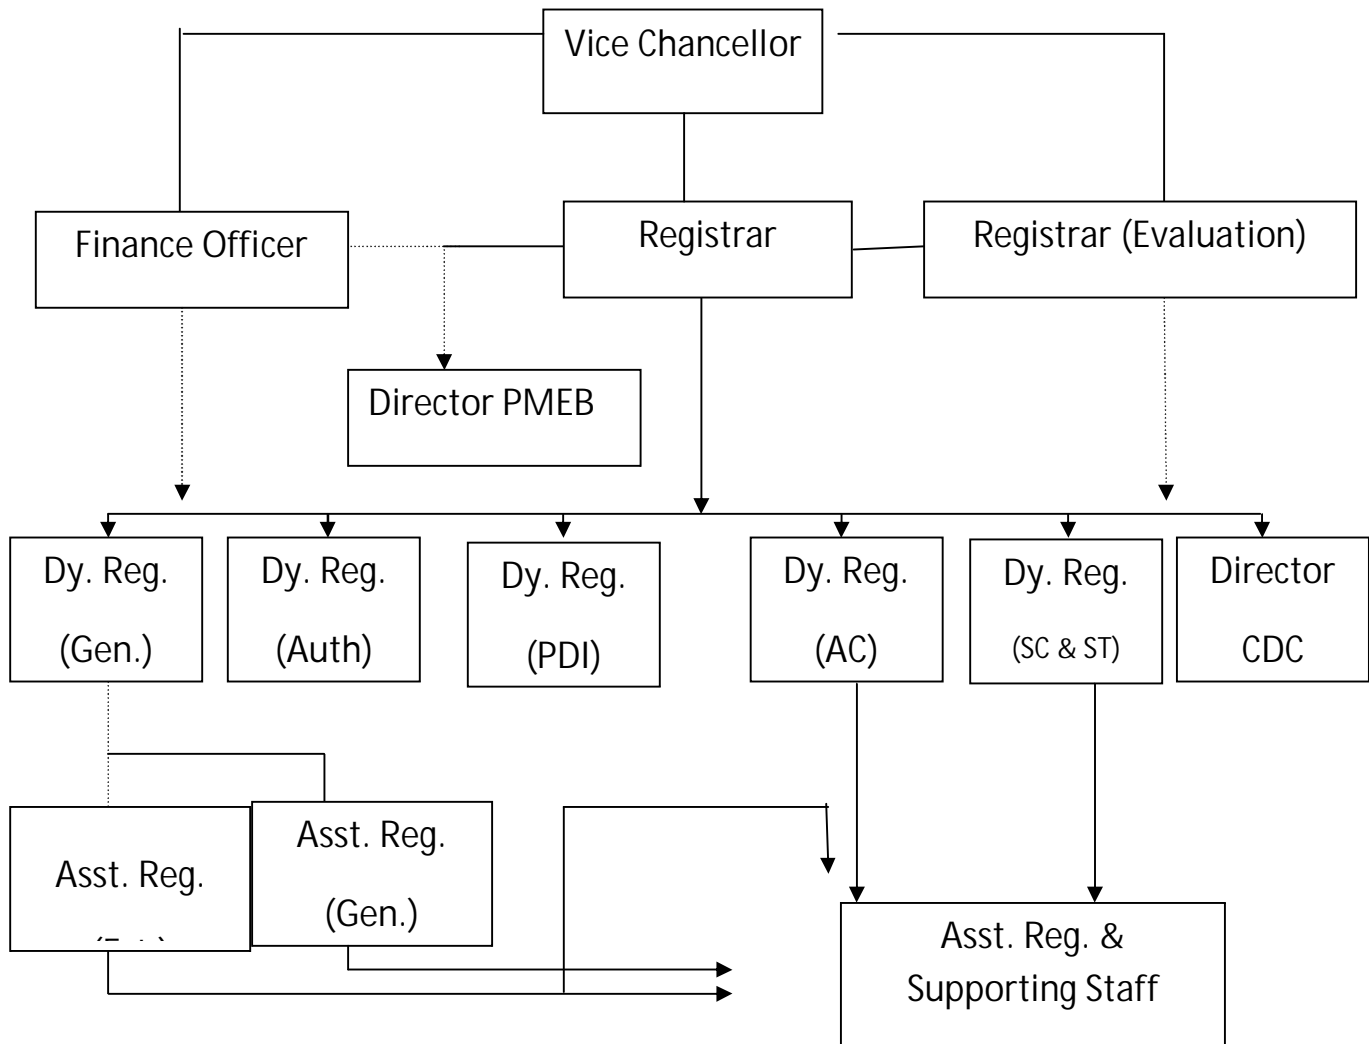 Vice Chancellor
Finance Officer
Registrar
Registrar (Evaluation)
Director PMEB
Dy. Reg.
(Gen.)
Dy. Reg.
(Auth)
Dy. Reg.
(PDI)
Dy. Reg.
(AC)
Dy. Reg.
(SC & ST)
Director
CDC
Asst. Reg.
Asst. Reg.
(Gen.)
Asst. Reg. &
Supporting Staff